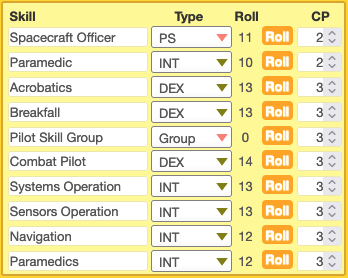 Skill Type Roll CP
Spacecraft Officer PS 11 Roll 2
Paramedic INT 10 Roll 2
Acrobatics DEX 13 Roll 3
Breakfall DEX 13 Roll 3
Pilot Skill Group Group 0 Roll 3
Combat Pilot DEX 14 Roll 3
Systems Operation INT 13 Roll 3
Sensors Operation INT 13 Roll 3
Navigation INT 12 Roll 3
Paramedics INT 12 Roll 3